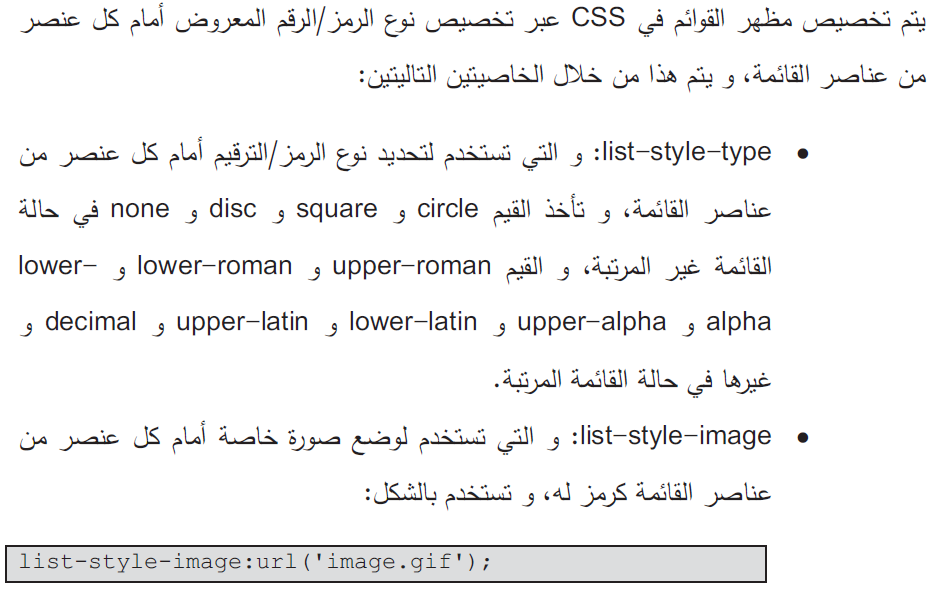 يتم تخصيص مظهر القوائم في CSS عبر تخصيص نوع الرمز/الرقم المعروض أمام كل عنصر
من عناصر القائمة، و يتم هذا من خلال الخاصيتين التاليتين:
• list-style-type: و التي تستخدم لتحديد نوع الرمز/الترقيم أمام كل عنصر من
عناصر القائمة، و تأخذ القيم circle و square و disc و none في حالة
القائمة غير المرتبة، و القيم upper-roman و lower-roman و lower-
alpha و upper-alpha و lower-latin و upper-latin و decimal و
غيرها في حالة القائمة المرتبة.
• list-style-image: و التي تستخدم لوضع صورة خاصة أمام كل عنصر من
عناصر القائمة كرمز له، و تستخدم بالشكل:
list-style-image:url('image.gif');